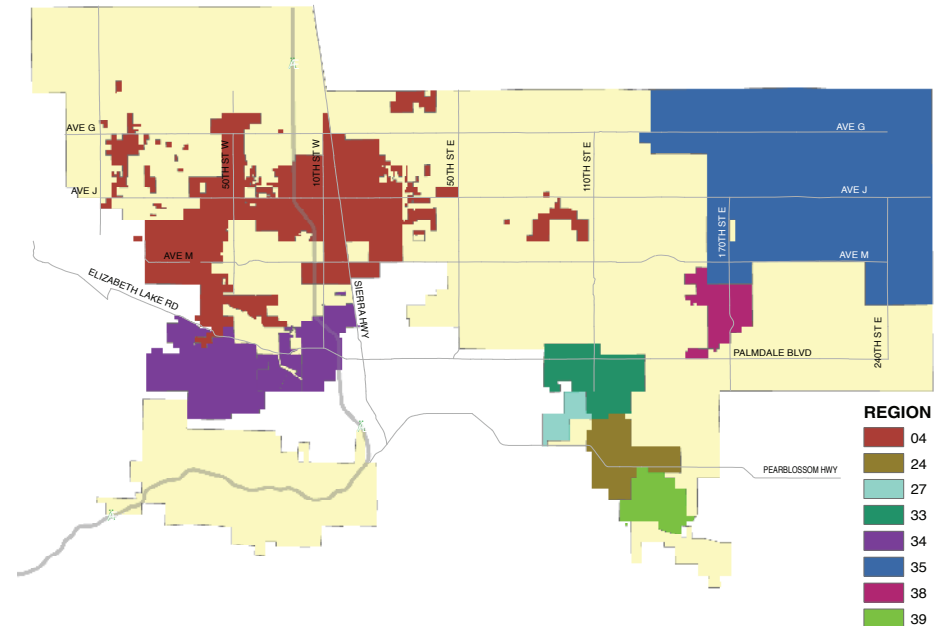 AVE G
AVE G
50TH ST W
10TH ST W
50TH ST E
110TH ST E
AVE J
AVE J
170TH ST E
AVE M
AVE M
ELIZABETH LAKE RD
SIERRA HWY
240TH ST E
PALMDALE BLVD
REGION
04
24
PEARBLOSSOM HWY
27
33
34
35
38
39